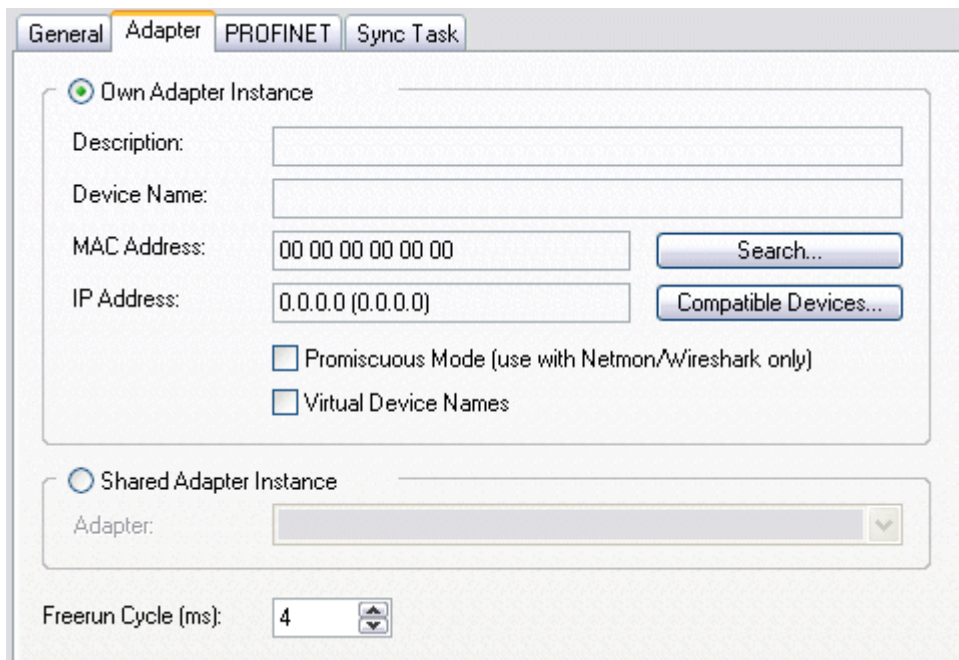 General Adapter PROFINET Sync Task
Own Adapter Instance
Description:
Device Name:
MAC Address: 00 00 00 00 00 00 Search...
IP Address: 0.0.0.0 (0.0.0.0) Compatible Devices...
Promiscuous Mode (use with Netmon/Wireshark only)
Virtual Device Names
Shared Adapter Instance
Adapter:
Freerun Cycle (ms): 4